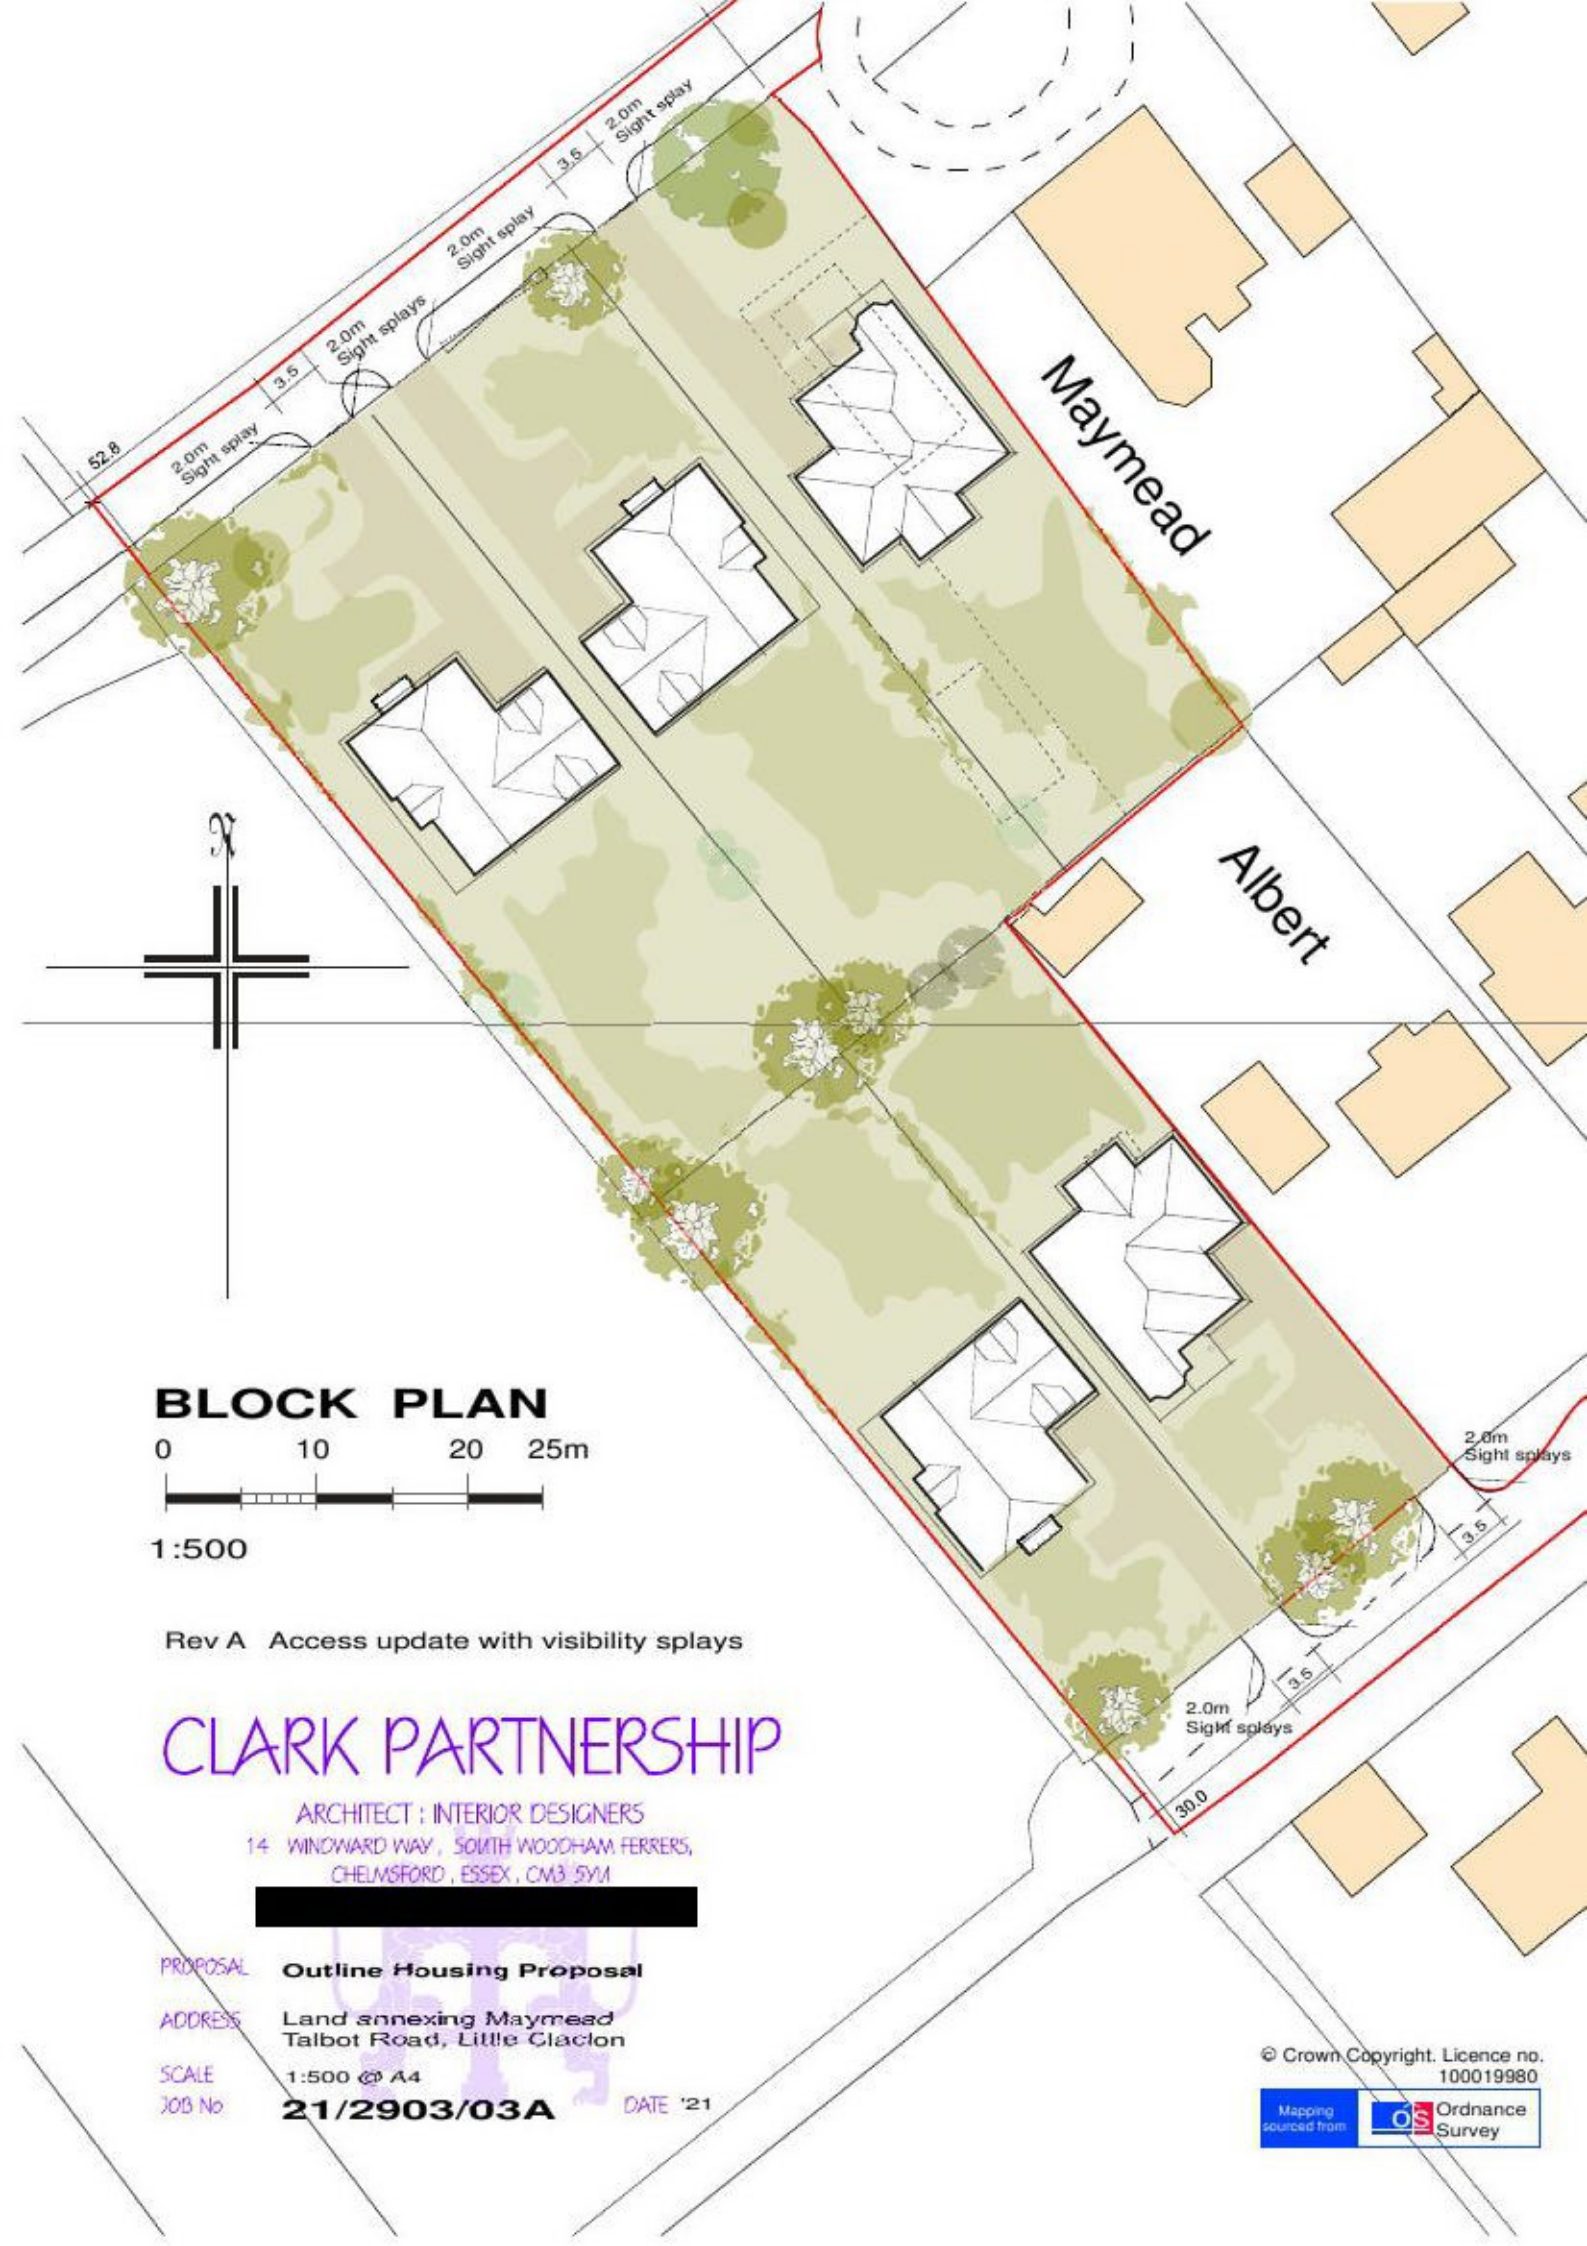 2.0m
Sight splay
3.5
2.0m
Sight splay
2.0m
Sight splays
3.5
2.0m
Sight splay
52.8
Maymead
Albert
N
BLOCK PLAN
0 10 20 25m
1:500
Rev A Access update with visibility splays
2.0m
Sight splays
3.5
3.5
2.0m
Sight splays
30.0
CLARK PARTNERSHIP
ARCHITECT : INTERIOR DESIGNERS
14 WINDWARD WAY, SOUTH WOODHAM FERRERS,
CHELMSFORD, ESSEX, CM3 5YU
PROPOSAL Outline Housing Proposal
ADDRESS Land annexing Maymead
Talbot Road, Little Clacton
SCALE 1:500 @ A4
JOB No 21/2903/03A DATE '21
© Crown Copyright. Licence no.
100019980
Mapping
sourced from
OS Ordnance
Survey